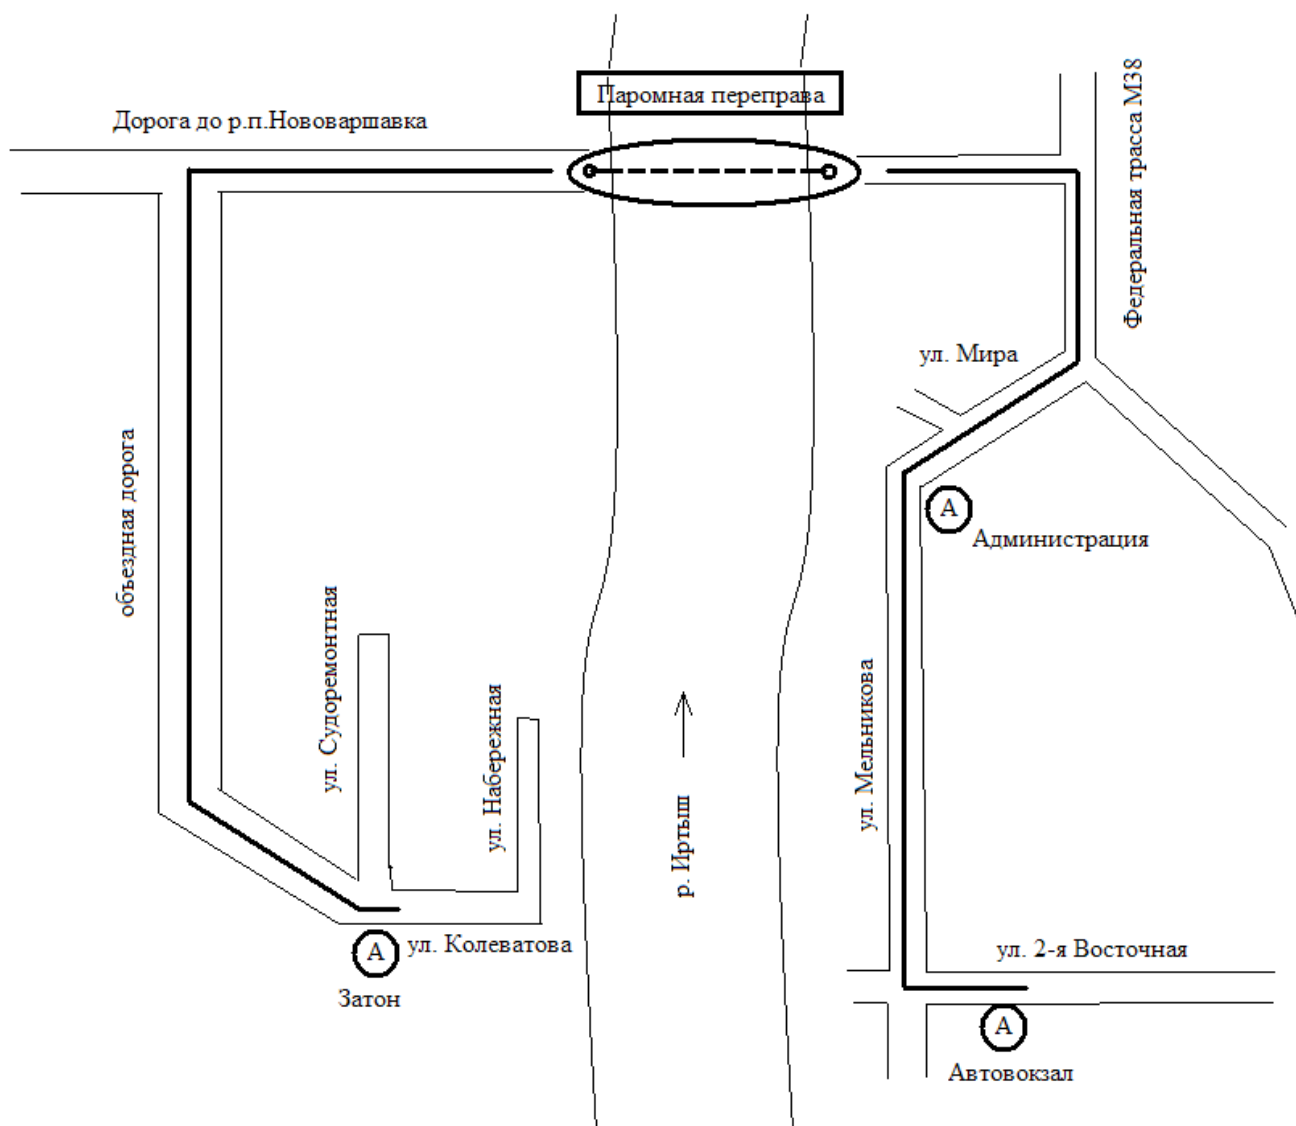 Паромная переправа
Дорога до р.п.Нововаршавка
Федеральная трасса М38
ул. Мира
объездная дорога
А
Администрация
ул. Судоремонтная
ул. Набережная
ул. Мельникова
р. Иртыш
А
ул. Колеватова
Затон
ул. 2-я Восточная
А
Автовокзал